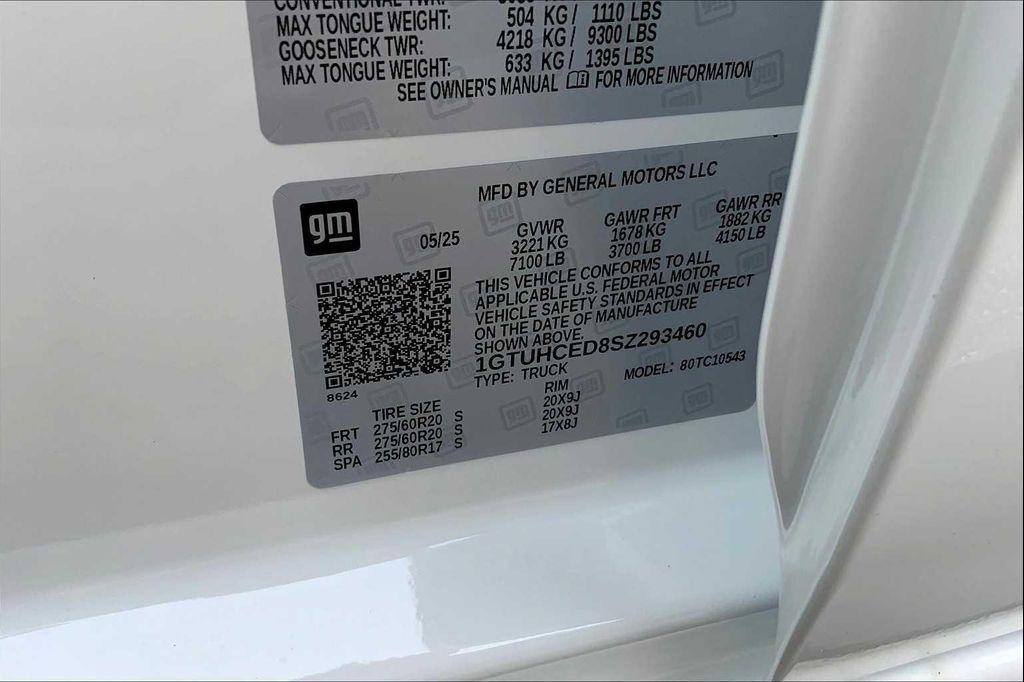 CONVENTIONAL TWR:
MAX TONGUE WEIGHT: 504 KG / 1110 LBS
GOOSENECK TWR: 4218 KG / 9300 LBS
MAX TONGUE WEIGHT: 633 KG / 1395 LBS
SEE OWNER'S MANUAL FOR MORE INFORMATION
gm
MFD BY GENERAL MOTORS LLC
05/25
GVWR GAWR FRT GAWR RR
3221 KG 1678 KG 1882 KG
7100 LB 3700 LB 4150 LB
THIS VEHICLE CONFORMS TO ALL
APPLICABLE U.S. FEDERAL MOTOR
VEHICLE SAFETY STANDARDS IN EFFECT
ON THE DATE OF MANUFACTURE
SHOWN ABOVE.
1GTUHCED8SZ293460
TYPE: TRUCK MODEL: 80TC10543
8624
TIRE SIZE RIM
FRT 275/60R20 S 20X9J
RR 275/60R20 S 20X9J
SPA 255/80R17 S 17X8J